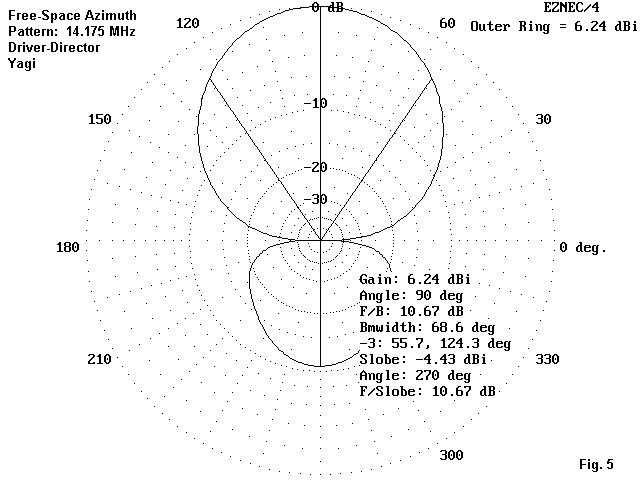 Free-Space Azimuth
Pattern: 14.175 MHz
Driver-Director
Yagi
120
0 dB
60
EZNEC/4
Outer Ring = 6.24 dBi
-10
150
30
-20
-30
180
0 deg.
Gain: 6.24 dBi
Angle: 90 deg
F/B: 10.67 dB
Bmwidth: 68.6 deg
-3: 55.7, 124.3 deg
Slobe: -4.43 dBi
Angle: 270 deg
F/Slobe: 10.67 dB
210
330
300
Fig. 5